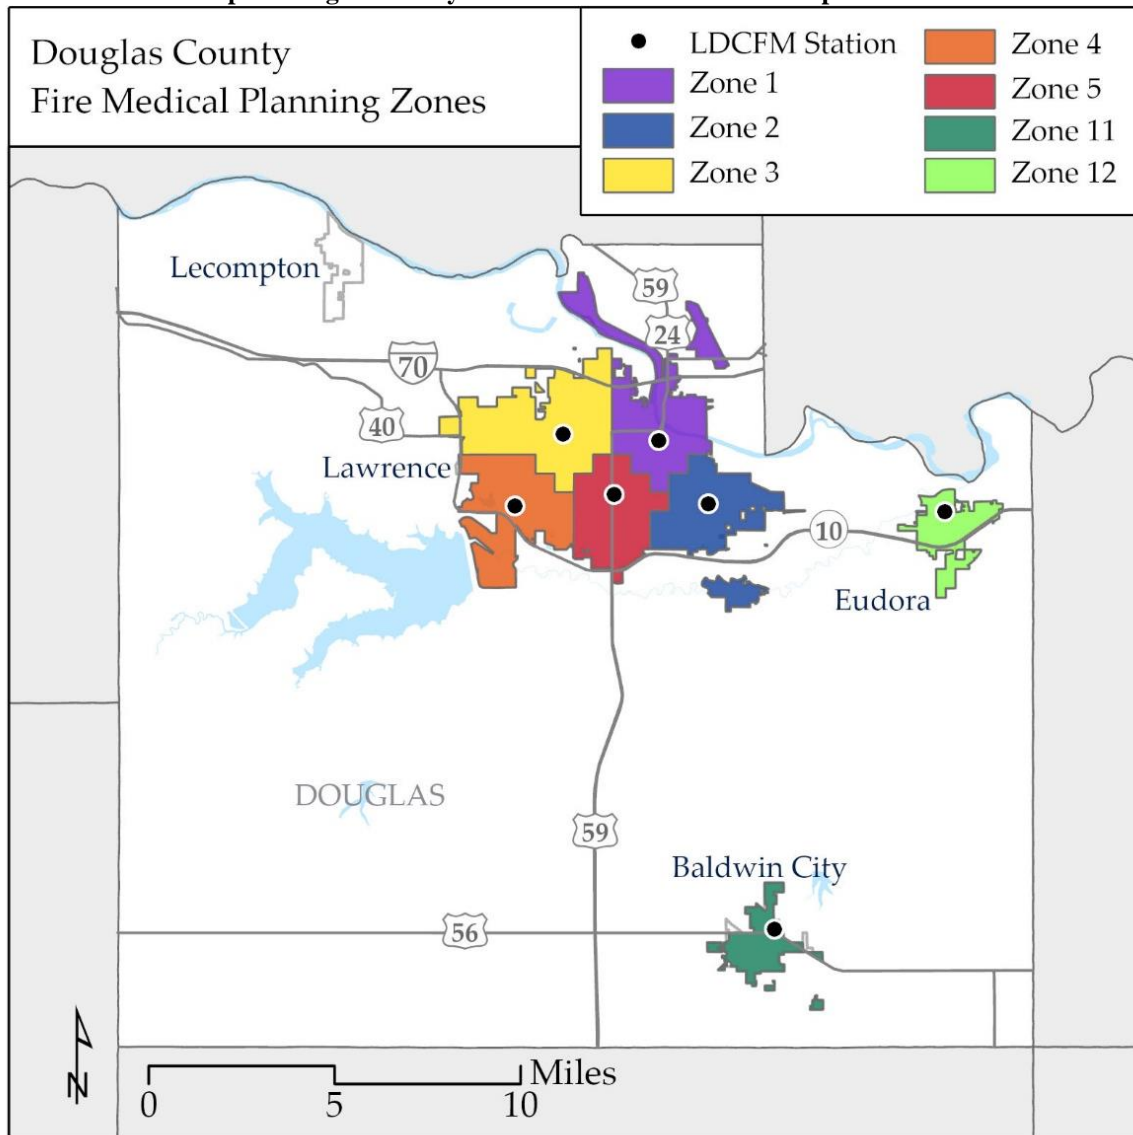 Douglas County
Fire Medical Planning Zones
LDCFM Station
Zone 1
Zone 2
Zone 3
Zone 4
Zone 5
Zone 11
Zone 12
Lecompton
59
24
70
40
Lawrence
10
Eudora
DOUGLAS
59
Baldwin City
56
N
Miles
0 5 10